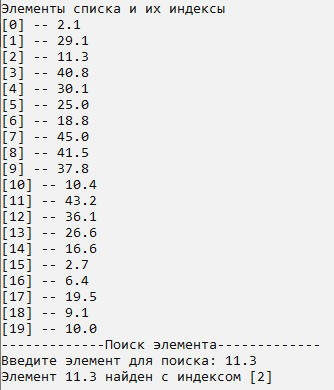 Элементы списка и их индексы
[0] -- 2.1
[1] -- 29.1
[2] -- 11.3
[3] -- 40.8
[4] -- 30.1
[5] -- 25.0
[6] -- 18.8
[7] -- 45.0
[8] -- 41.5
[9] -- 37.8
[10] -- 10.4
[11] -- 43.2
[12] -- 36.1
[13] -- 26.6
[14] -- 16.6
[15] -- 2.7
[16] -- 6.4
[17] -- 19.5
[18] -- 9.1
[19] -- 10.0
-------------Поиск элемента-------------
Введите элемент для поиска: 11.3
Элемент 11.3 найден с индексом [2]